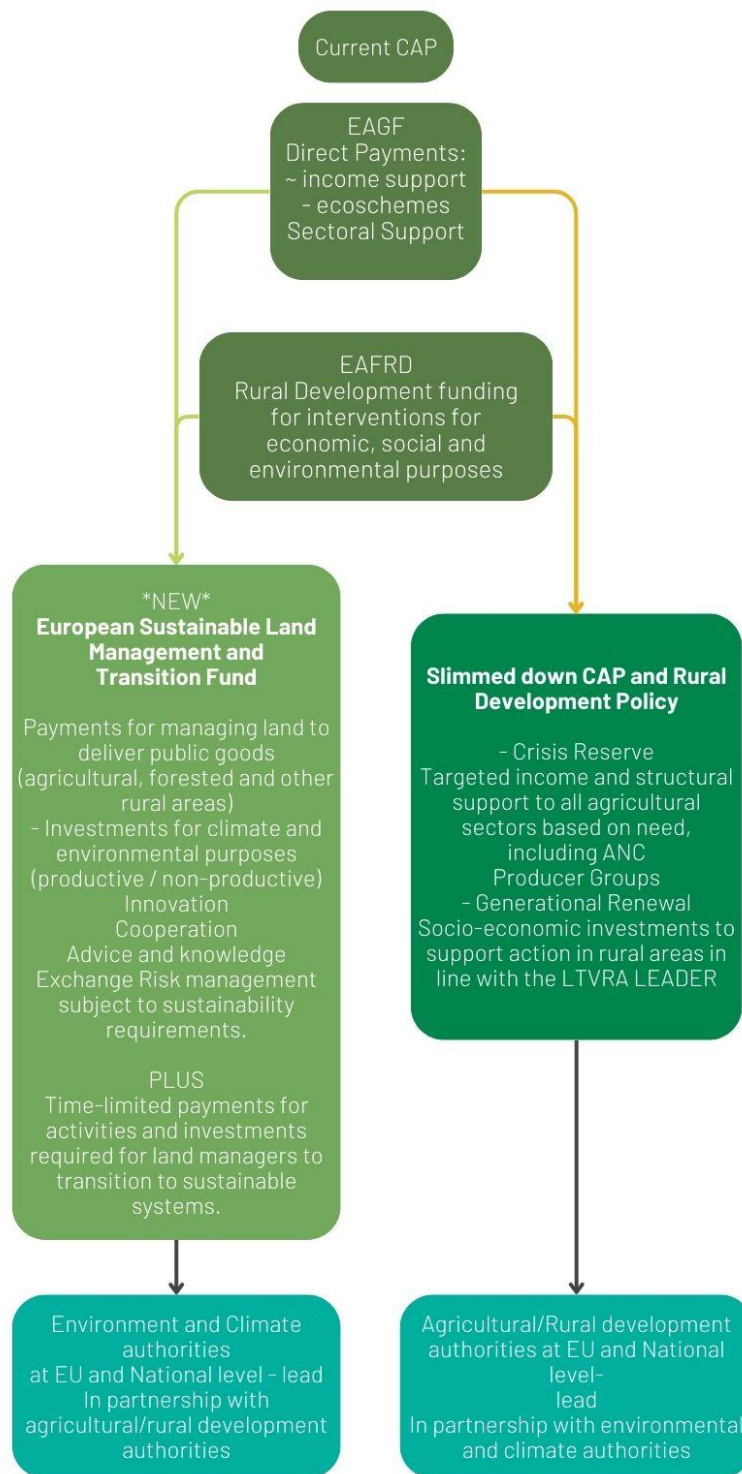 Current CAP
EAGF
Direct Payments:
~ income support
- ecoschemes
Sectoral Support
EAFRD
Rural Development funding
for interventions for
economic, social and
environmental purposes
*NEW*
European Sustainable Land
Management and
Transition Fund
Payments for managing land to
deliver public goods
(agricultural, forested and other
rural areas)
- Investments for climate and
environmental purposes
(productive / non-productive)
Innovation
Cooperation
Advice and knowledge
Exchange Risk management
subject to sustainability
requirements.
PLUS
Time-limited payments for
activities and investments
required for land managers to
transition to sustainable
systems.
Slimmed down CAP and Rural
Development Policy
- Crisis Reserve
Targeted income and structural
support to all agricultural
sectors based on need,
including ANC
Producer Groups
- Generational Renewal
Socio-economic investments to
support action in rural areas in
line with the LTVRA LEADER
Environment and Climate
authorities
at EU and National level - lead
In partnership with
agricultural/rural development
authorities
Agricultural/Rural development
authorities at EU and National
level-
lead
In partnership with environmental
and climate authorities